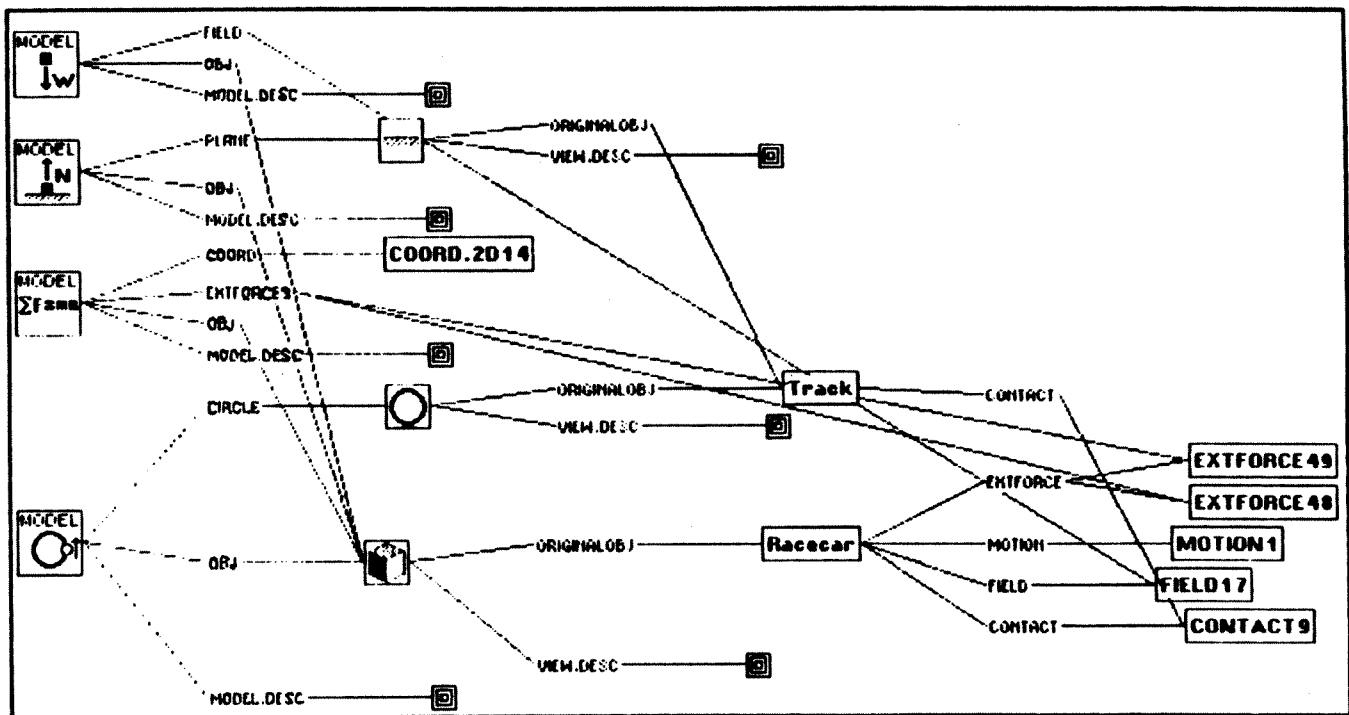 MODEL
W
FIELD
OBJ
MODEL.DESC
MODEL
N
PLANE
OBJ
MODEL.DESC
ORIGINALOBJ
VIEW.DESC
MODEL
ΣF=ma
COORD
COORD.2D14
EXTFORCES
OBJ
MODEL.DESC
CIRCLE
ORIGINALOBJ
VIEW.DESC
Track
CONTACT
MODEL
OBJ
MODEL.DESC
ORIGINALOBJ
VIEW.DESC
Racecar
EXTFORCE
MOTION
FIELD
CONTACT
EXTFORCE49
EXTFORCE48
MOTION1
FIELD17
CONTACT9